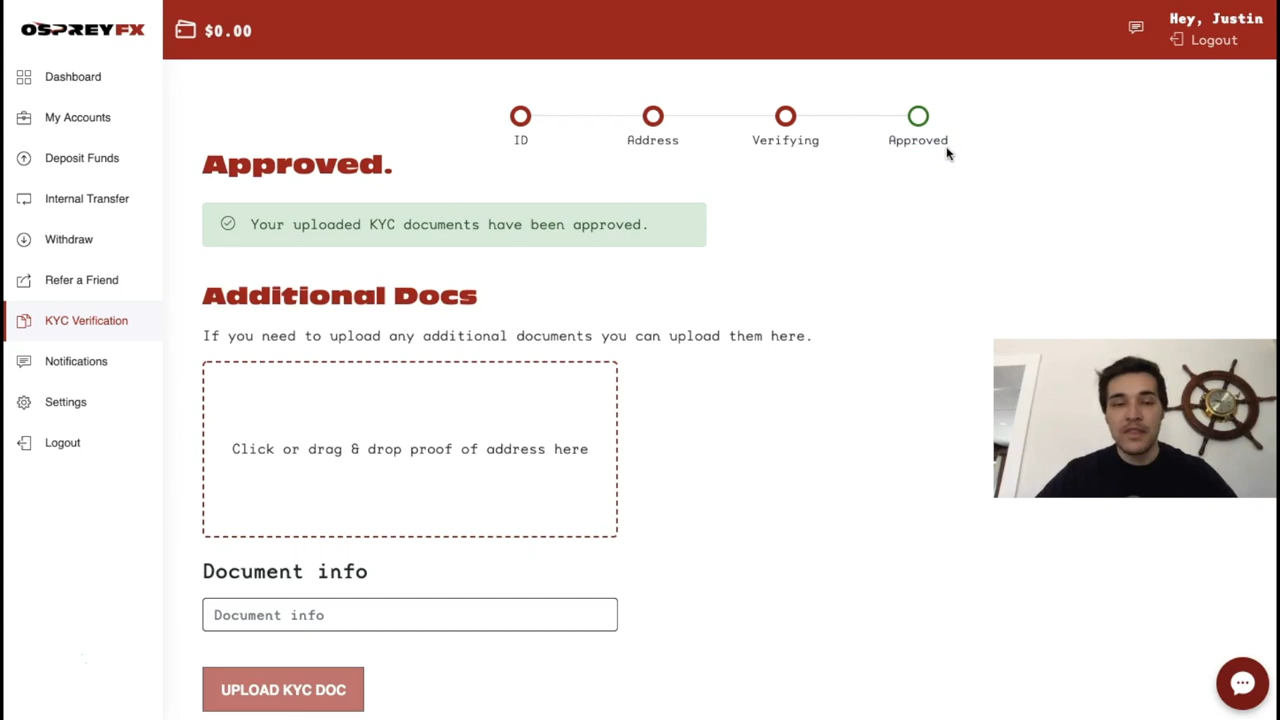 OSPREYFX
$0.00
Hey, Justin
Logout
Dashboard
My Accounts
Deposit Funds
Internal Transfer
Withdraw
Refer a Friend
KYC Verification
Notifications
Settings
Logout
ID
Address
Verifying
Approved
Approved.
Your uploaded KYC documents have been approved.
Additional Docs
If you need to upload any additional documents you can upload them here.
Click or drag & drop proof of address here
Document info
Document info
UPLOAD KYC DOC